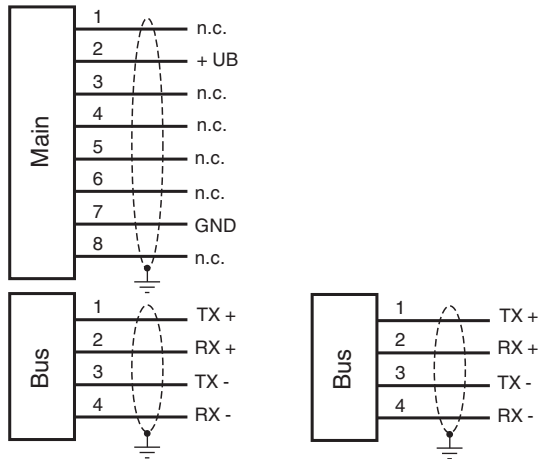 Main
1 n.c.
2 + UB
3 n.c.
4 n.c.
5 n.c.
6 n.c.
7 GND
8 n.c.
Bus
1 TX +
2 RX +
3 TX -
4 RX -
Bus
1 TX +
2 RX +
3 TX -
4 RX -